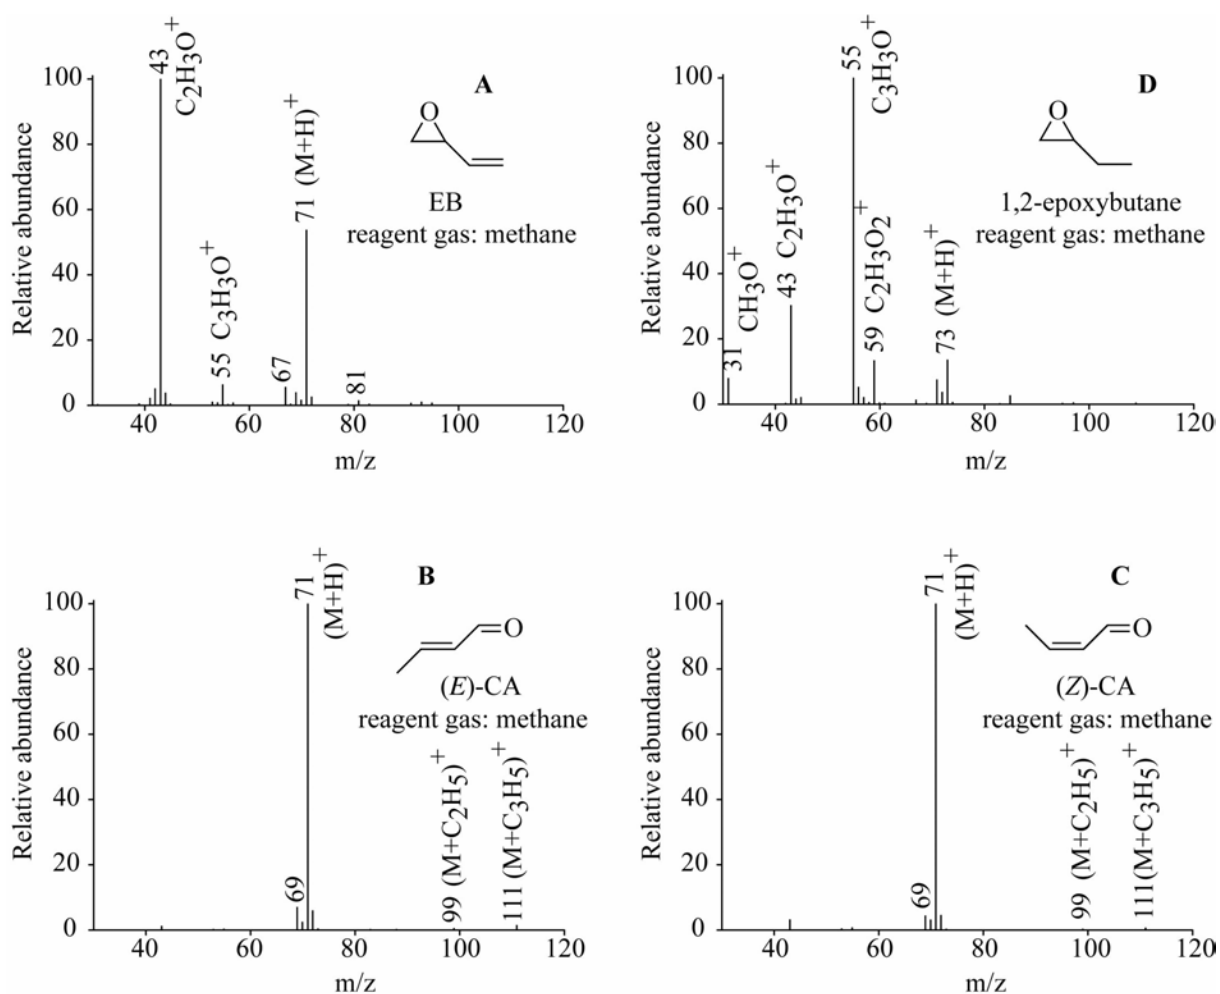 A
Relative abundance
100
80
60
40
20
0
43 C2H3O+
55 C3H3O+
67
71 (M+H)+
81
O
EB
reagent gas: methane
40 60 80 100 120
m/z
D
Relative abundance
100
80
60
40
20
0
31 CH3O+
43 C2H3O+
55 C3H3O+
59 C2H3O2+
73 (M+H)+
O
1,2-epoxybutane
reagent gas: methane
40 60 80 100 120
m/z
B
Relative abundance
100
80
60
40
20
0
69
71 (M+H)+
99 (M+C2H5)+
111 (M+C3H5)+
O
(E)-CA
reagent gas: methane
40 60 80 100 120
m/z
C
Relative abundance
100
80
60
40
20
0
69
71 (M+H)+
99 (M+C2H5)+
111(M+C3H5)+
O
(Z)-CA
reagent gas: methane
40 60 80 100 120
m/z